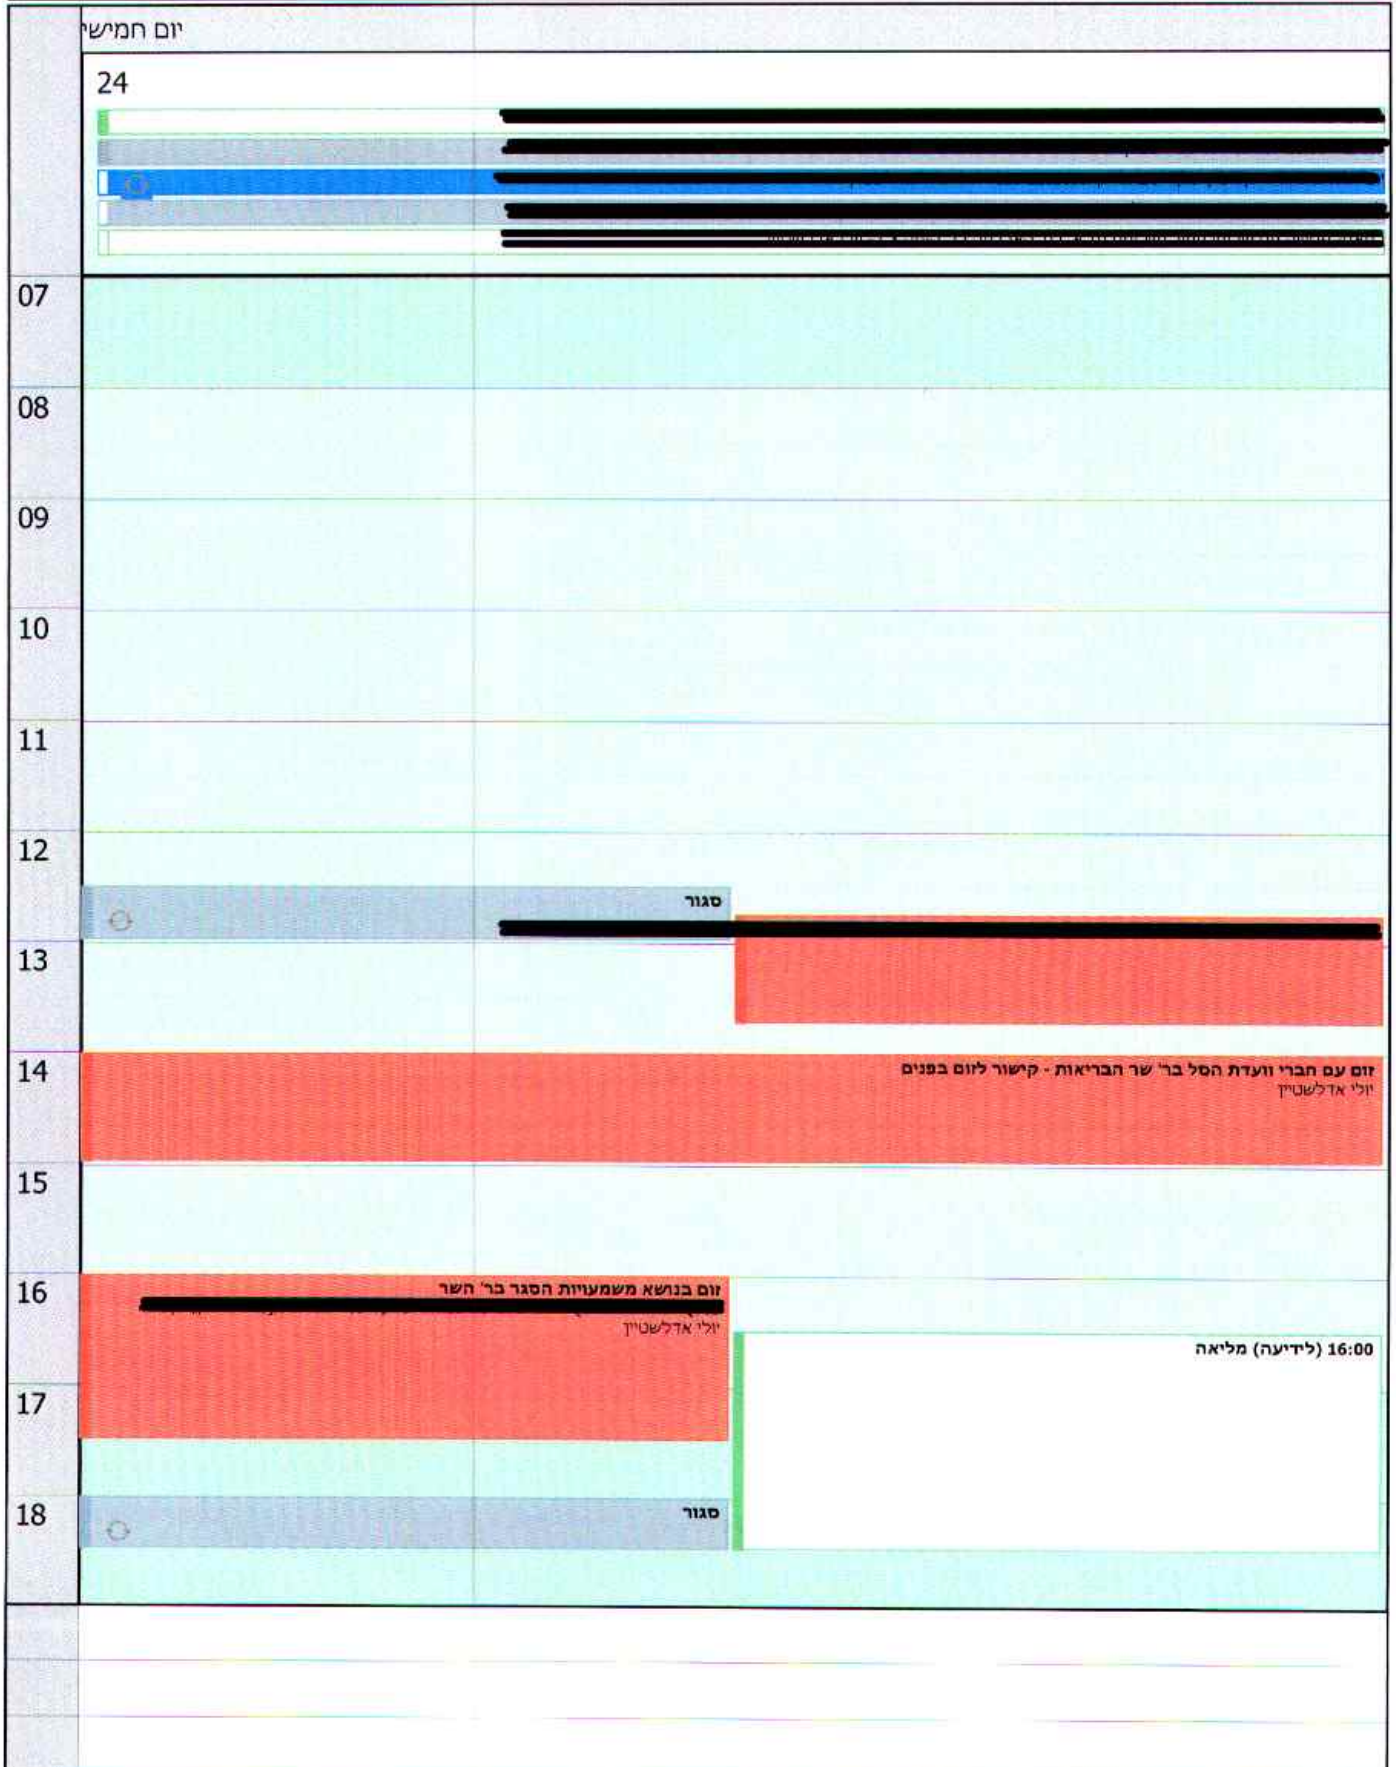 יום חמישי
24
07
08
09
10
11
12
סגור
13
14
זום עם חברי וועדת הסל בר' שר הבריאות - קישור לזום בפנים
יולי אדלשטיין
15
16
זום בנושא משמעויות הסגר בר' השר
יולי אדלשטיין
16:00 (לידיעה) מליאה
17
18
סגור